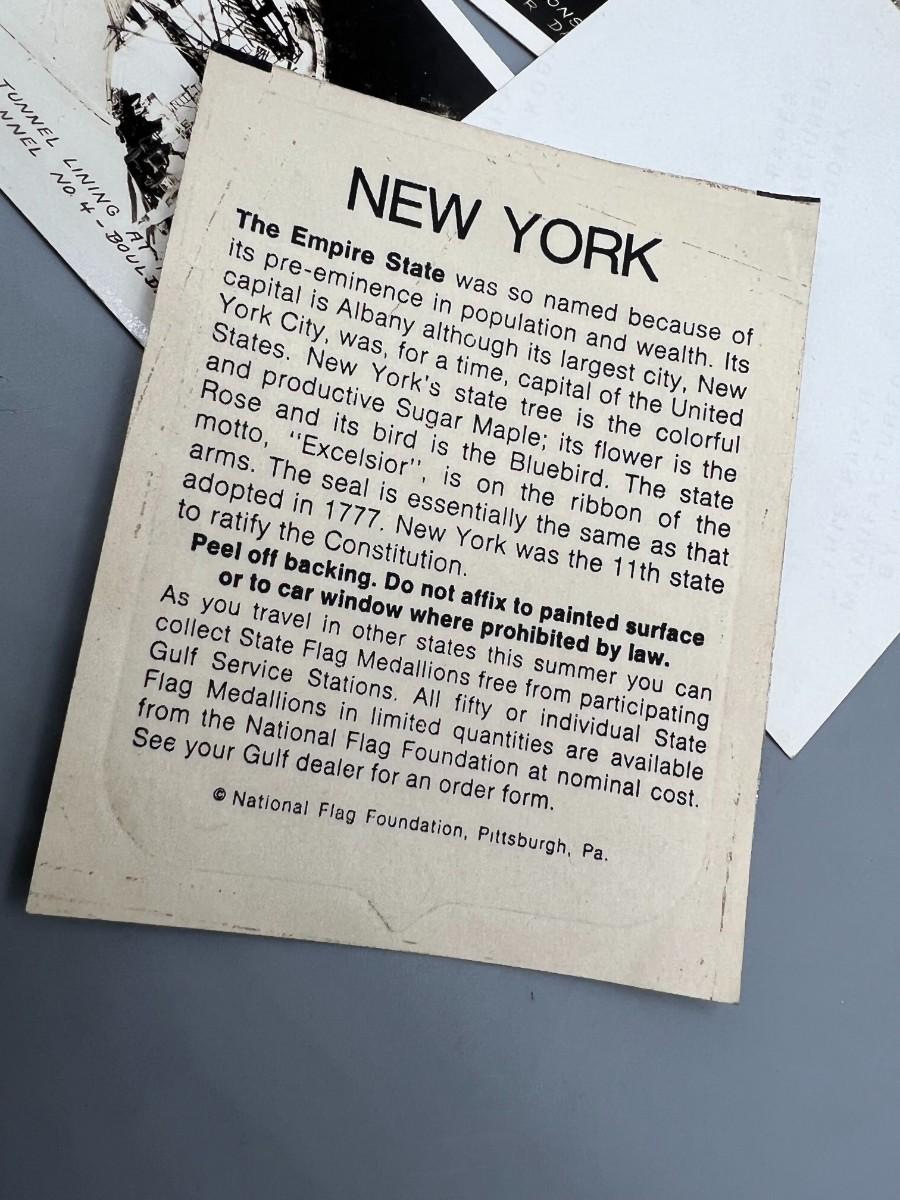 TUNNEL LINING AT
NNEL NO. 4 - BOULD
ONS
R D
NEW YORK
The Empire State was so named because of
its pre-eminence in population and wealth. Its
capital is Albany although its largest city, New
York City, was, for a time, capital of the United
States. New York's state tree is the colorful
and productive Sugar Maple; its flower is the
Rose and its bird is the Bluebird. The state
motto, "Excelsior", is on the ribbon of the
arms. The seal is essentially the same as that
adopted in 1777. New York was the 11th state
to ratify the Constitution.
Peel off backing. Do not affix to painted surface
or to car window where prohibited by law.
As you travel in other states this summer you can
collect State Flag Medallions free from participating
Gulf Service Stations. All fifty or individual State
Flag Medallions in limited quantities are available
from the National Flag Foundation at nominal cost.
See your Gulf dealer for an order form.
© National Flag Foundation, Pittsburgh, Pa.